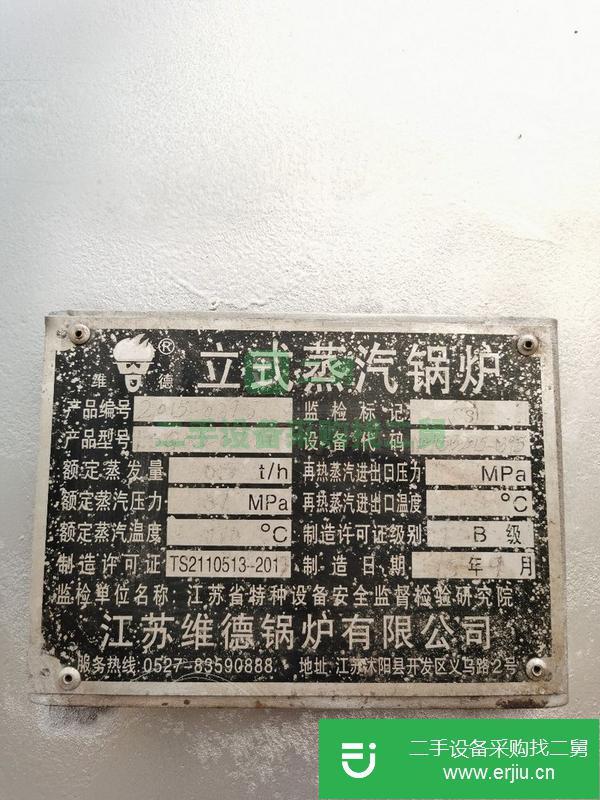 维 德 ® 立式蒸汽锅炉
产品编号 监检标记
产品型号 设备代码
二手设备采购找二舅
额定蒸发量 t/h 再热蒸汽进出口压力 MPa
额定蒸汽压力 MPa 再热蒸汽进出口温度 ℃
额定蒸汽温度 ℃ 制造许可证级别 B 级
制造许可证 TS2110513-201 制造日期 年 月
监检单位名称：江苏省特种设备安全监督检验研究院
江苏维德锅炉有限公司
服务热线:0527-83590888 地址:江苏沭阳县开发区义乌路2号
二手设备采购找二舅
www.erjiu.cn